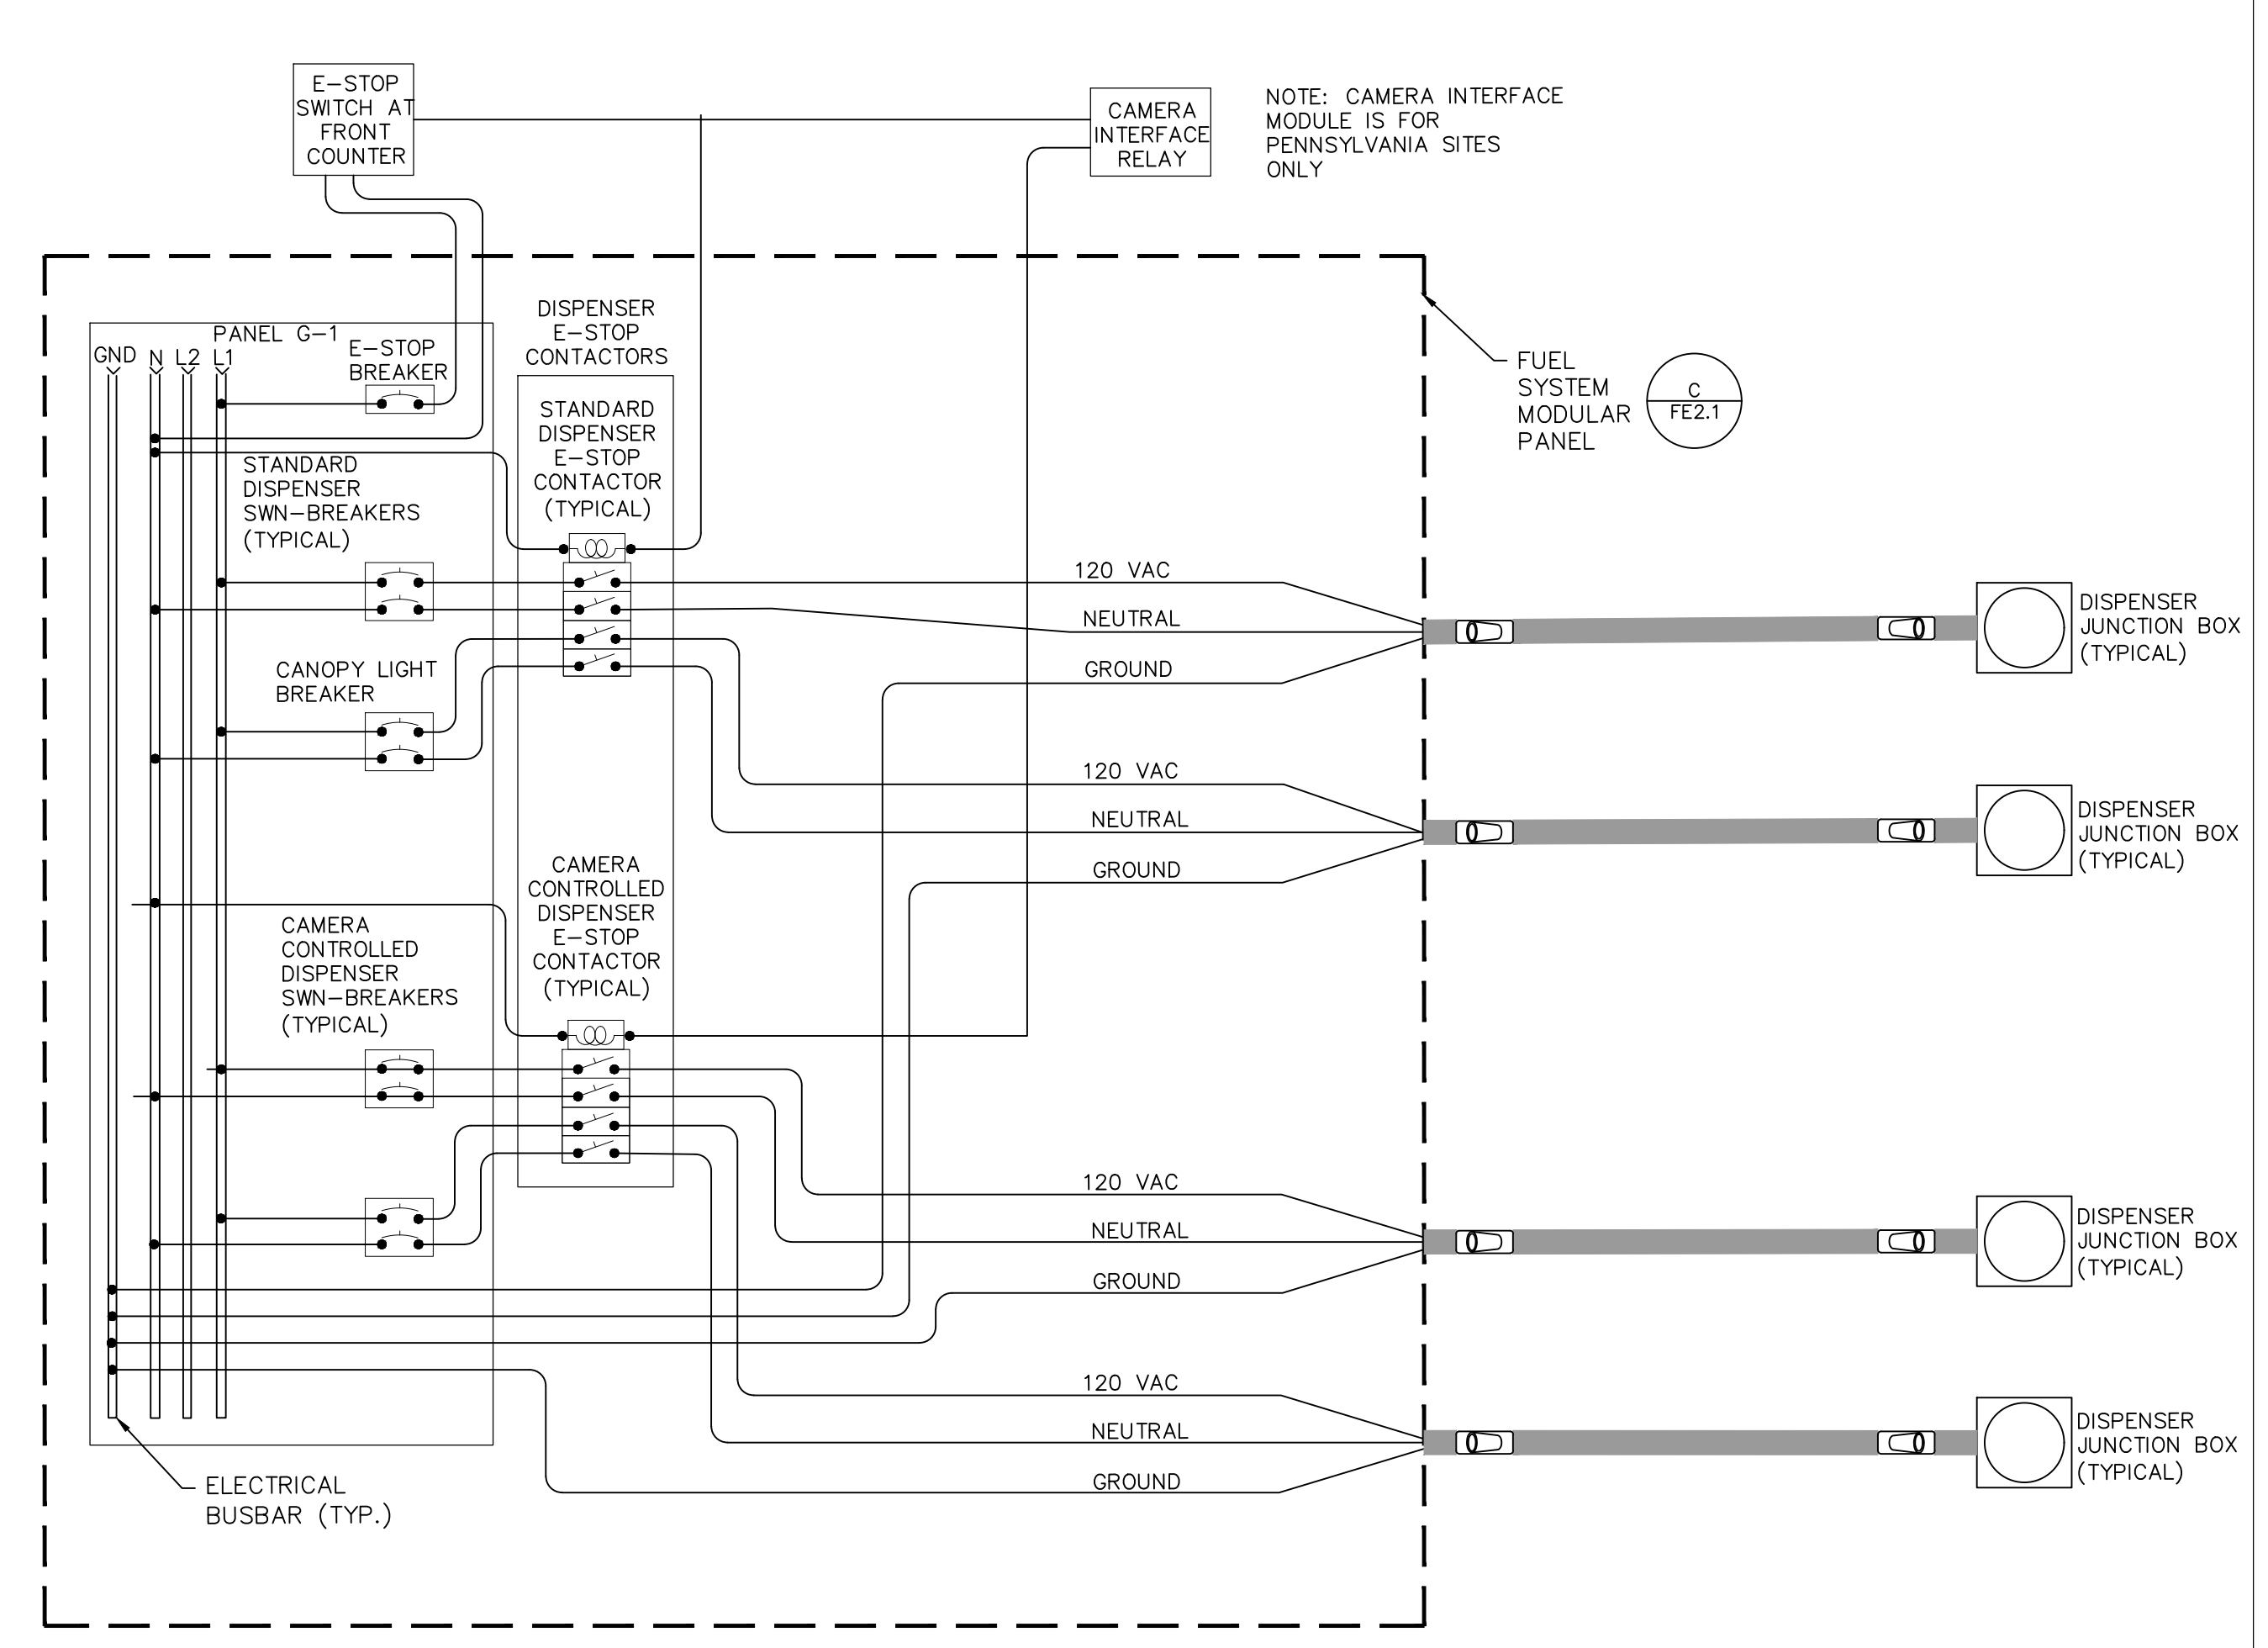 E-STOP
SWITCH AT
FRONT
COUNTER
CAMERA
INTERFACE
RELAY
NOTE: CAMERA INTERFACE
MODULE IS FOR
PENNSYLVANIA SITES
ONLY
DISPENSER
E-STOP
CONTACTORS
PANEL G-1
GND N L2 L1
E-STOP
BREAKER
FUEL
SYSTEM
MODULAR
PANEL
C
FE2.1
STANDARD
DISPENSER
E-STOP
CONTACTOR
(TYPICAL)
STANDARD
DISPENSER
SWN-BREAKERS
(TYPICAL)
120 VAC
NEUTRAL
GROUND
DISPENSER
JUNCTION BOX
(TYPICAL)
CANOPY LIGHT
BREAKER
120 VAC
NEUTRAL
GROUND
DISPENSER
JUNCTION BOX
(TYPICAL)
CAMERA
CONTROLLED
DISPENSER
E-STOP
CONTACTOR
(TYPICAL)
CAMERA
CONTROLLED
DISPENSER
SWN-BREAKERS
(TYPICAL)
120 VAC
NEUTRAL
GROUND
DISPENSER
JUNCTION BOX
(TYPICAL)
120 VAC
NEUTRAL
GROUND
DISPENSER
JUNCTION BOX
(TYPICAL)
ELECTRICAL
BUSBAR (TYP.)